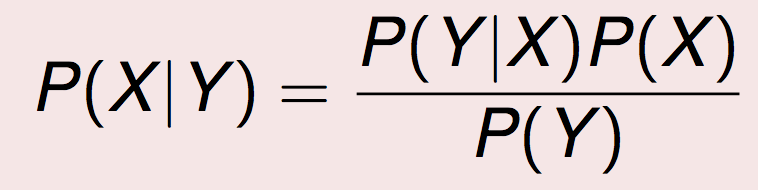 P(X|Y) = P(Y|X)P(X) / P(Y)